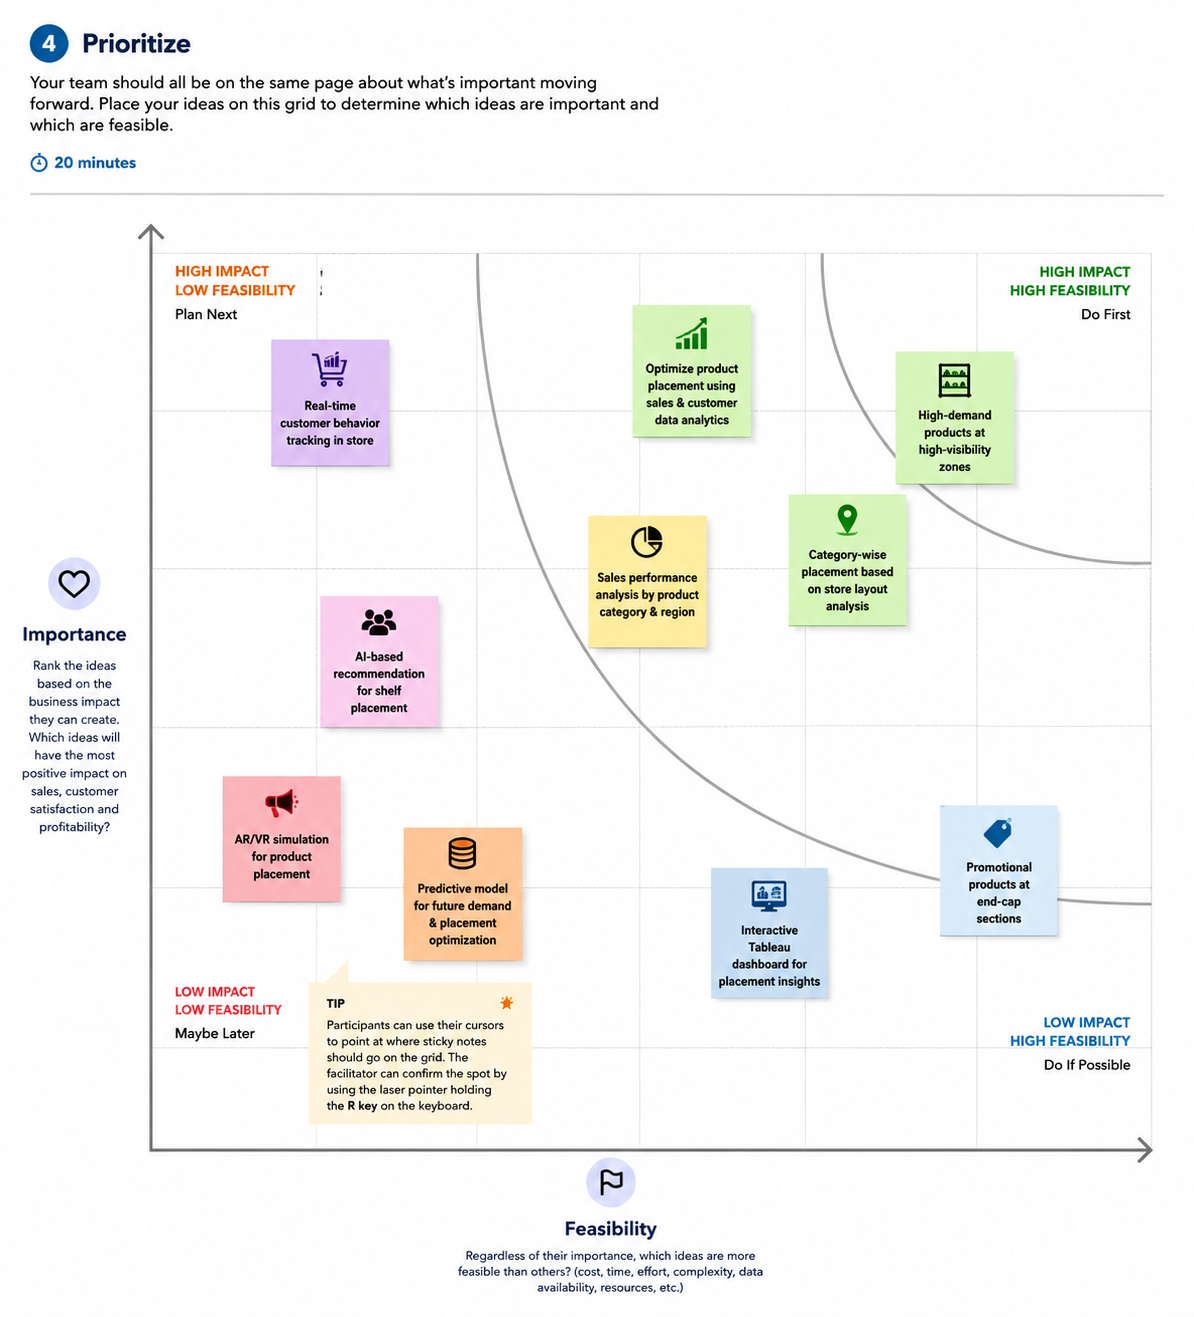 4 Prioritize
Your team should all be on the same page about what's important moving
forward. Place your ideas on this grid to determine which ideas are important and
which are feasible.
20 minutes
HIGH IMPACT
LOW FEASIBILITY
Plan Next
HIGH IMPACT
HIGH FEASIBILITY
Do First
Real-time
customer behavior
tracking in store
Optimize product
placement using
sales & customer
data analytics
High-demand
products at
high-visibility
zones
Sales performance
analysis by product
category & region
Category-wise
placement based
on store layout
analysis
AI-based
recommendation
for shelf
placement
Importance
Rank the ideas
based on the
business impact
they can create.
Which ideas will
have the most
positive impact on
sales, customer
satisfaction and
profitability?
AR/VR simulation
for product
placement
Predictive model
for future demand
& placement
optimization
Interactive
Tableau
dashboard for
placement insights
Promotional
products at
end-cap
sections
LOW IMPACT
LOW FEASIBILITY
Maybe Later
TIP
Participants can use their cursors
to point at where sticky notes
should go on the grid. The
facilitator can confirm the spot by
using the laser pointer holding
the R key on the keyboard.
LOW IMPACT
HIGH FEASIBILITY
Do If Possible
Feasibility
Regardless of their importance, which ideas are more
feasible than others? (cost, time, effort, complexity, data
availability, resources, etc.)